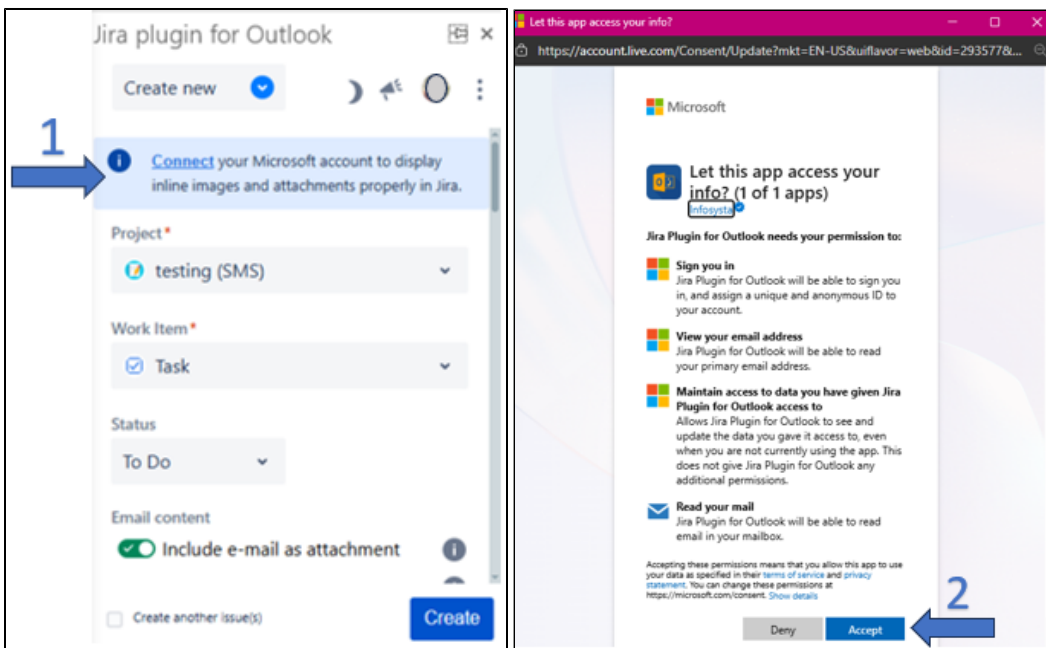 Jira plugin for Outlook
Create new
1
Connect your Microsoft account to display
inline images and attachments properly in Jira.
Project*
testing (SMS)
Work Item*
Task
Status
To Do
Email content
Include e-mail as attachment
Create another issue(s)
Create
Let this app access your info?
https://account.live.com/Consent/Update?mkt=EN-US&uiflavor=web&id=293577&...
Microsoft
Let this app access your
info? (1 of 1 apps)
Infosysta
Jira Plugin for Outlook needs your permission to:
Sign you in
Jira Plugin for Outlook will be able to sign you
in, and assign a unique and anonymous ID to
your account.
View your email address
Jira Plugin for Outlook will be able to read
your primary email address.
Maintain access to data you have given Jira
Plugin for Outlook access to
Allows Jira Plugin for Outlook to see and
update the data you gave it access to, even
when you are not currently using the app. This
does not give Jira Plugin for Outlook any
additional permissions.
Read your mail
Jira Plugin for Outlook will be able to read
email in your mailbox.
Accepting these permissions means that you allow this app to use
your data as specified in their terms of service and privacy
statement. You can change these permissions at
https://microsoft.com/consent. Show details
2
Deny
Accept